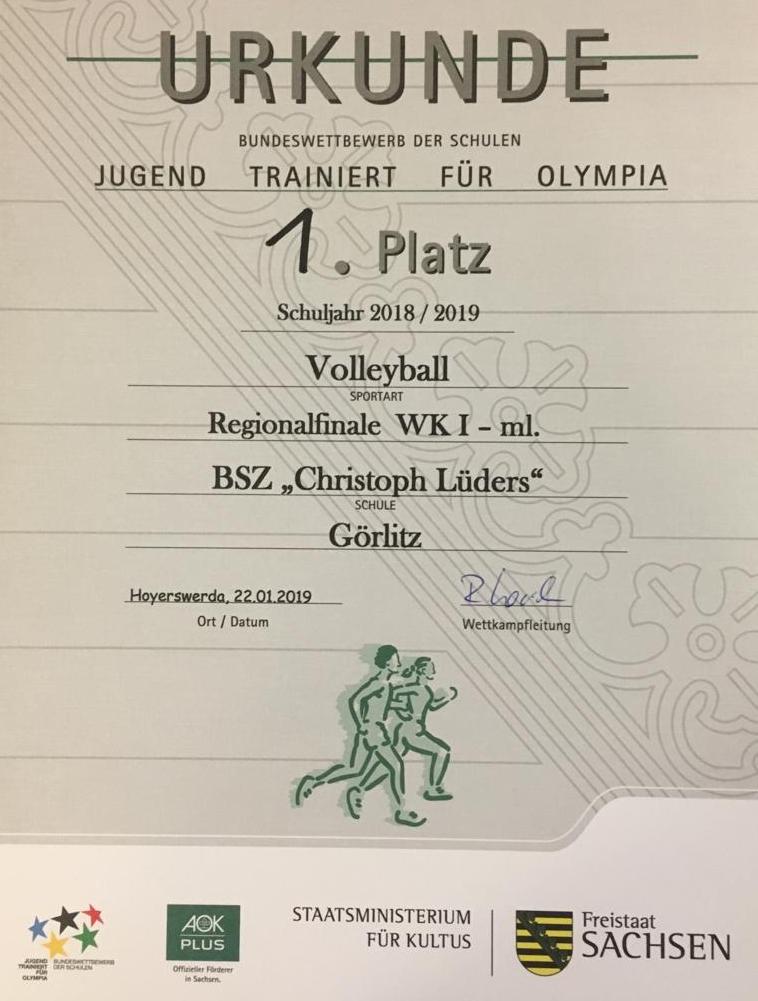 URKUNDE
BUNDESWETTBEWERB DER SCHULEN
JUGEND TRAINIERT FÜR OLYMPIA
1. Platz
Schuljahr 2018 / 2019
Volleyball
SPORTART
Regionalfinale WK I – ml.
BSZ „Christoph Lüders“
SCHULE
Görlitz
Hoyerswerda, 22.01.2019
Ort / Datum
Wettkampfleitung
JUGEND TRAINIERT FÜR OLYMPIA
BUNDESWETTBEWERB DER SCHULEN
AOK
PLUS
Offizieller Förderer
in Sachsen.
STAATSMINISTERIUM
FÜR KULTUS
Freistaat
SACHSEN